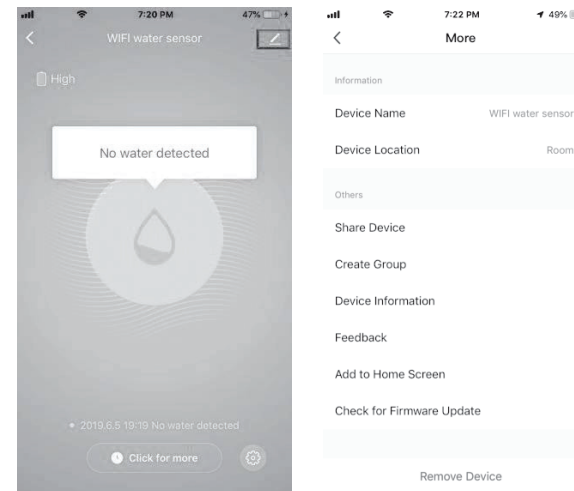 7:20 PM
47%
WIFI water sensor
High
No water detected
2019.6.5 19:19 No water detected
Click for more
7:22 PM
49%
More
Information
Device Name
WIFI water sensor
Device Location
Room
Others
Share Device
Create Group
Device Information
Feedback
Add to Home Screen
Check for Firmware Update
Remove Device